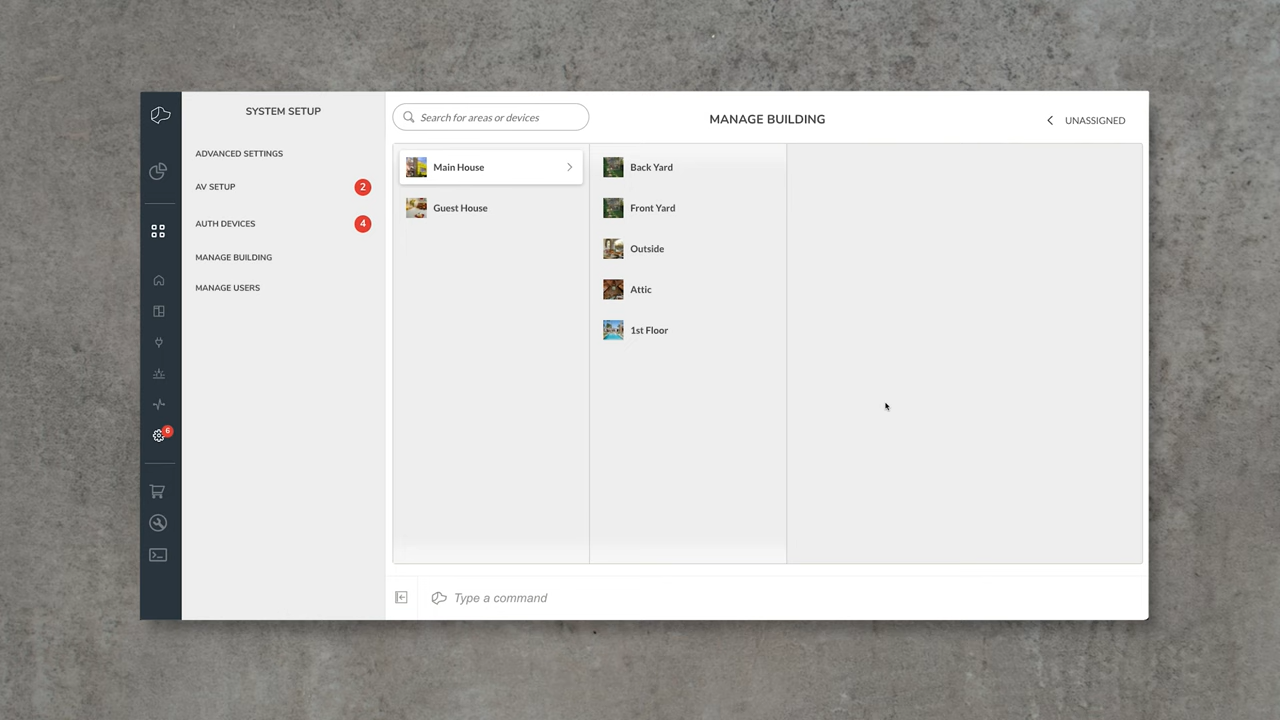 SYSTEM SETUP
ADVANCED SETTINGS
AV SETUP
2
AUTH DEVICES
4
MANAGE BUILDING
MANAGE USERS
6
Search for areas or devices
MANAGE BUILDING
UNASSIGNED
Main House
Guest House
Back Yard
Front Yard
Outside
Attic
1st Floor
Type a command